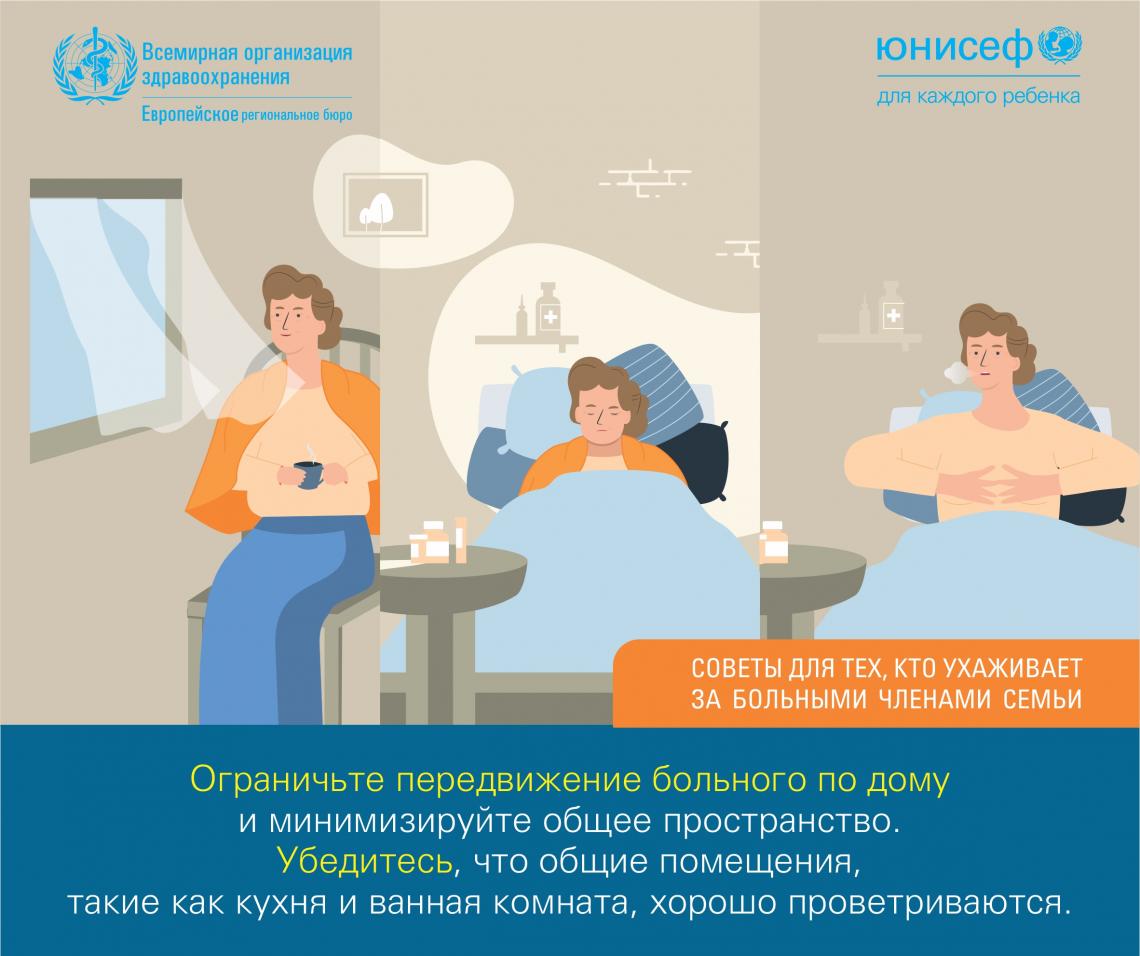 Всемирная организация
здравоохранения
Европейское региональное бюро
юнисеф
для каждого ребенка
СОВЕТЫ ДЛЯ ТЕХ, КТО УХАЖИВАЕТ
ЗА БОЛЬНЫМИ ЧЛЕНАМИ СЕМЬИ
Ограничьте передвижение больного по дому
и минимизируйте общее пространство.
Убедитесь, что общие помещения,
такие как кухня и ванная комната, хорошо проветриваются.